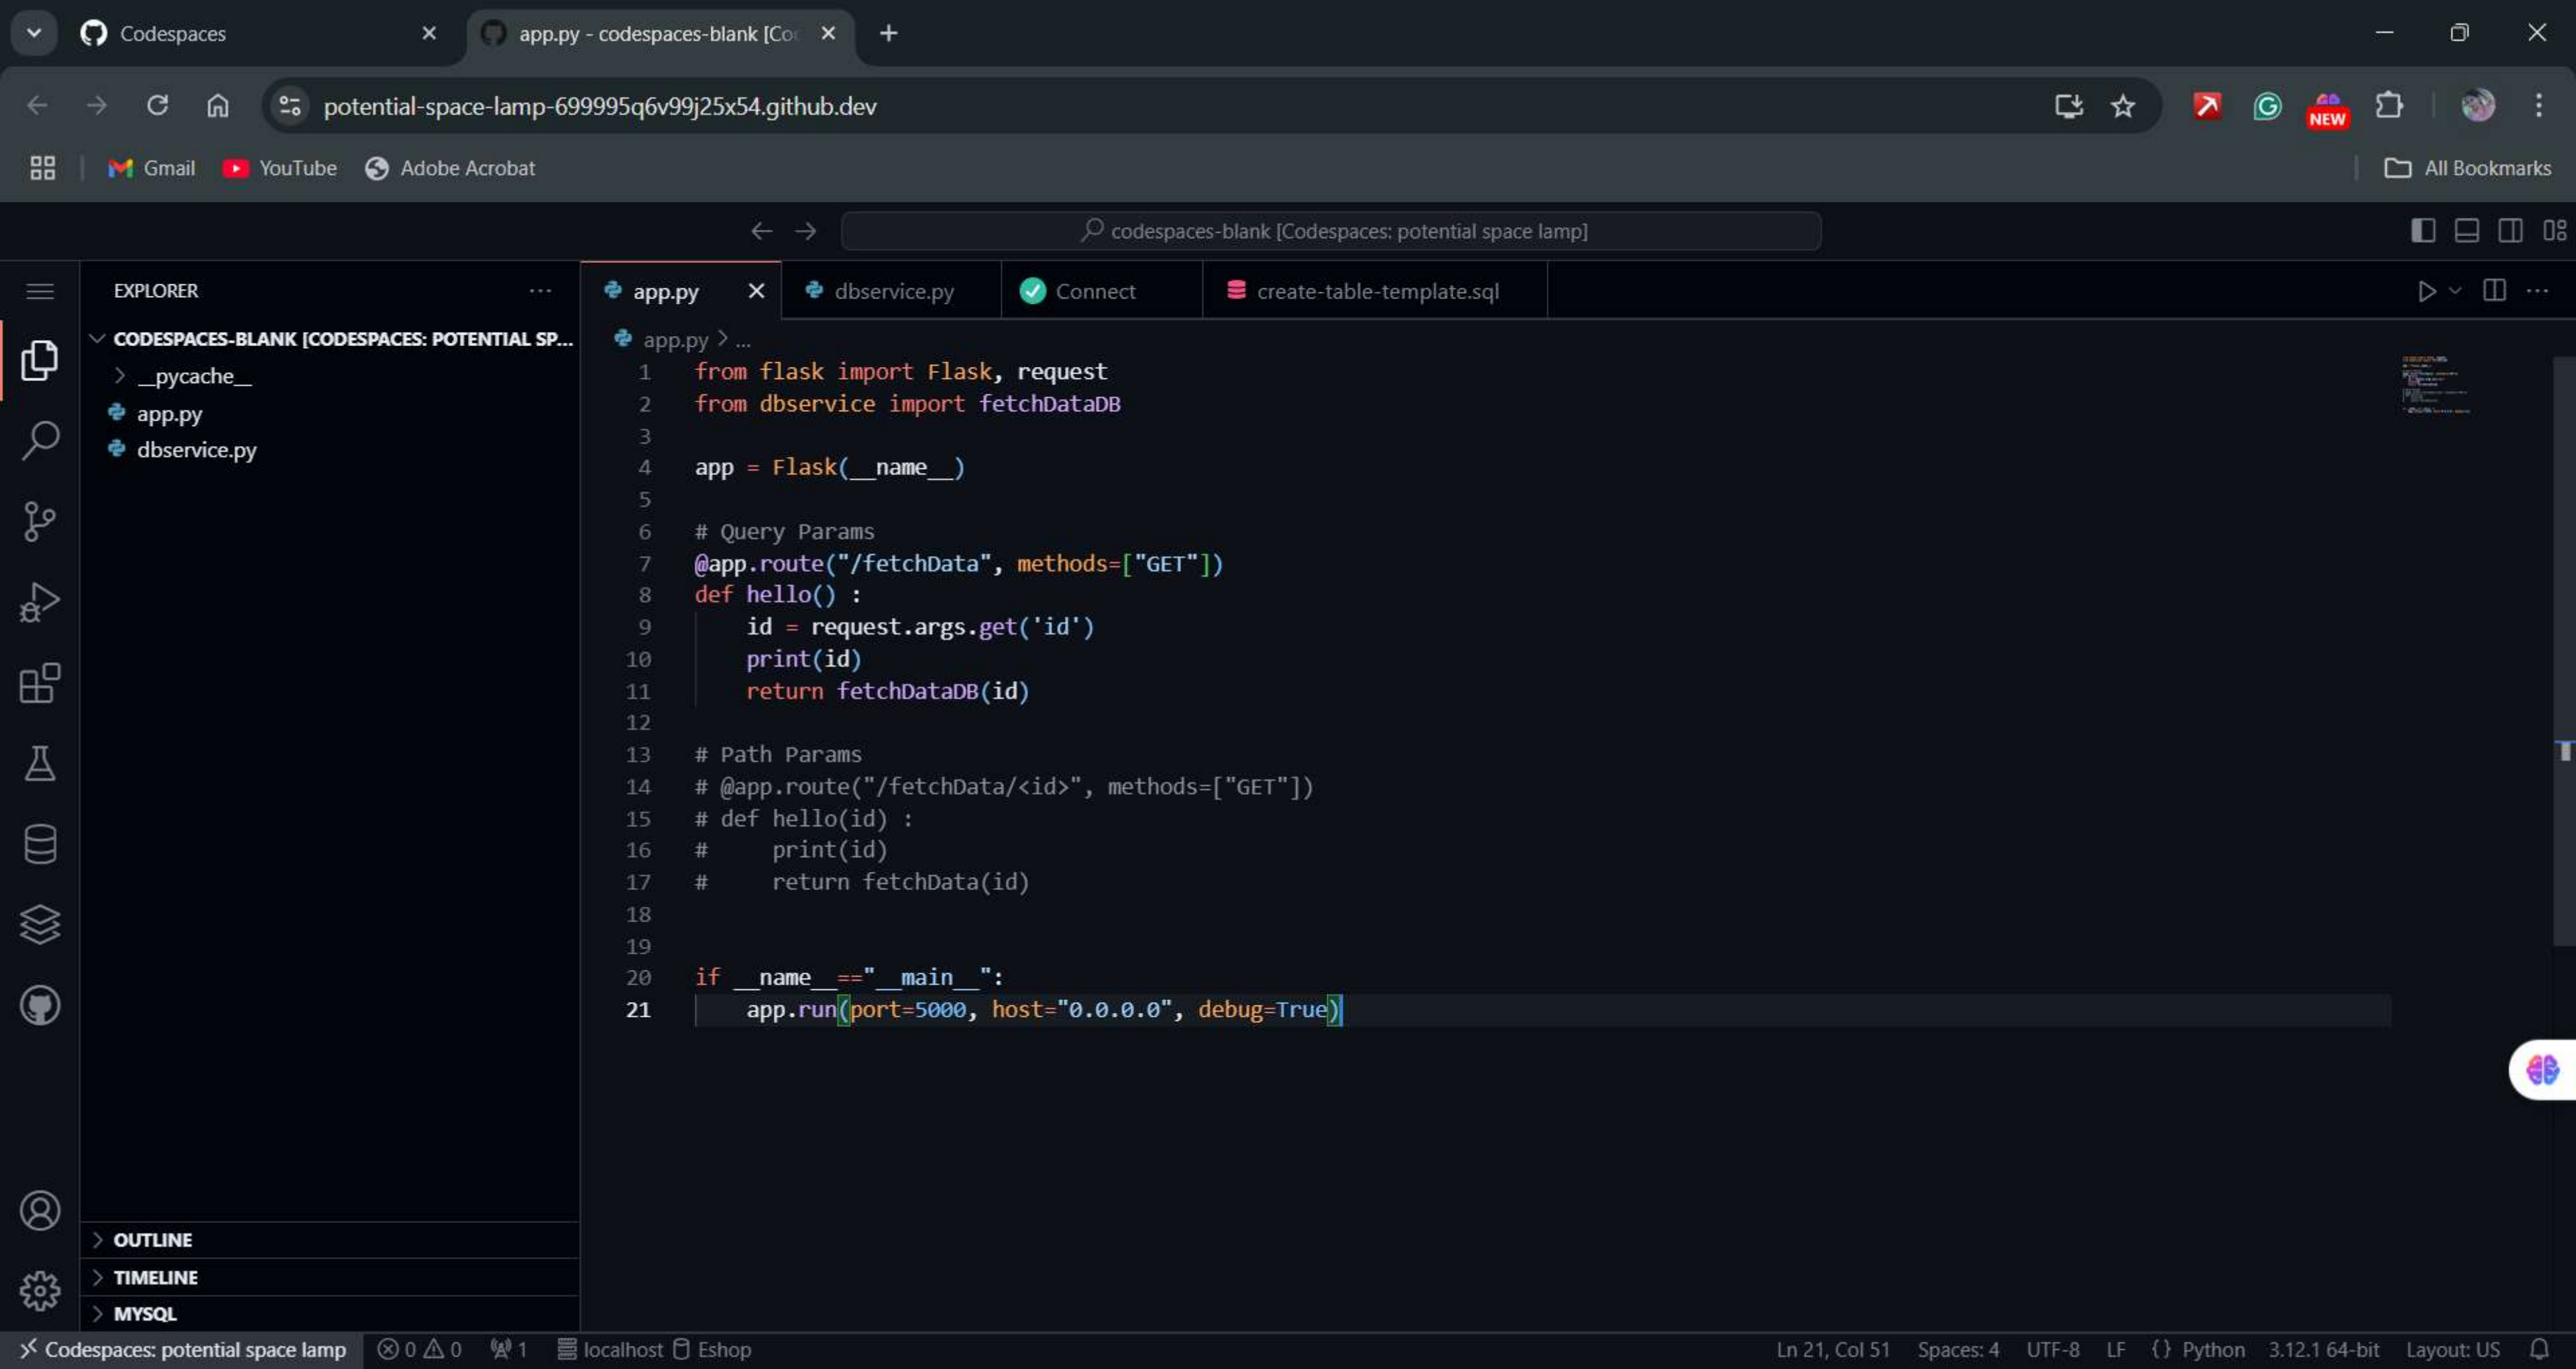 Codespaces
app.py - codespaces-blank [Co
potential-space-lamp-699995q6v99j25x54.github.dev
NEW
Gmail
YouTube
Adobe Acrobat
All Bookmarks
codespaces-blank [Codespaces: potential space lamp]
EXPLORER
CODESPACES-BLANK [CODESPACES: POTENTIAL SP...
__pycache__
app.py
dbservice.py
app.py
dbservice.py
Connect
create-table-template.sql
app.py > ...
1 from flask import Flask, request
2 from dbservice import fetchDataDB
3
4 app = Flask(__name__)
5
6 # Query Params
7 @app.route("/fetchData", methods=["GET"])
8 def hello() :
9     id = request.args.get('id')
10     print(id)
11     return fetchDataDB(id)
12
13 # Path Params
14 # @app.route("/fetchData/<id>", methods=["GET"])
15 # def hello(id) :
16 #     print(id)
17 #     return fetchData(id)
18
19
20 if __name__=="__main__":
21     app.run(port=5000, host="0.0.0.0", debug=True)
OUTLINE
TIMELINE
MYSQL
Codespaces: potential space lamp
0 0
1
localhost
Eshop
Ln 21, Col 51
Spaces: 4
UTF-8
LF
{} Python
3.12.1 64-bit
Layout: US